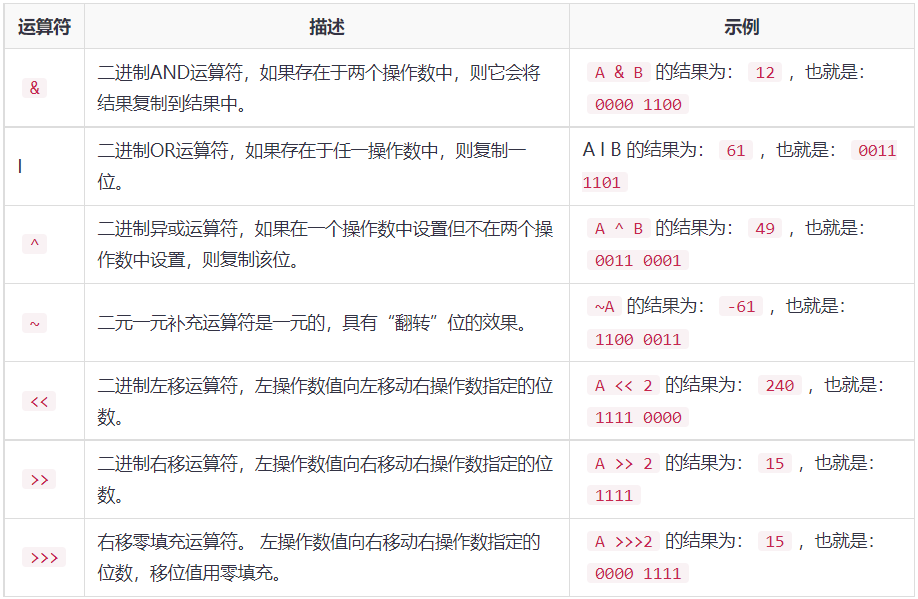 运算符 描述 示例
& 二进制AND运算符，如果存在于两个操作数中，则它会将 A & B 的结果为： 12 ，也就是：
结果复制到结果中。 0000 1100
| 二进制OR运算符，如果存在于任一操作数中，则复制一 A I B 的结果为： 61 ，也就是： 0011
位。 1101
^ 二进制异或运算符，如果在一个操作数中设置但不在两个操 A ^ B 的结果为： 49 ，也就是：
作数中设置，则复制该位。 0011 0001
~ 二元一元补充运算符是一元的，具有“翻转”位的效果。 ~A 的结果为： -61 ，也就是：
1100 0011
<< 二进制左移运算符，左操作数值向左移动右操作数指定的位 A << 2 的结果为： 240 ，也就是：
数。 1111 0000
>> 二进制右移运算符，左操作数值向右移动右操作数指定的位 A >> 2 的结果为： 15 ，也就是：
数。 1111
>>> 右移零填充运算符。 左操作数值向右移动右操作数指定的 A >>>2 的结果为： 15 ，也就是：
位数，移位值用零填充。 0000 1111